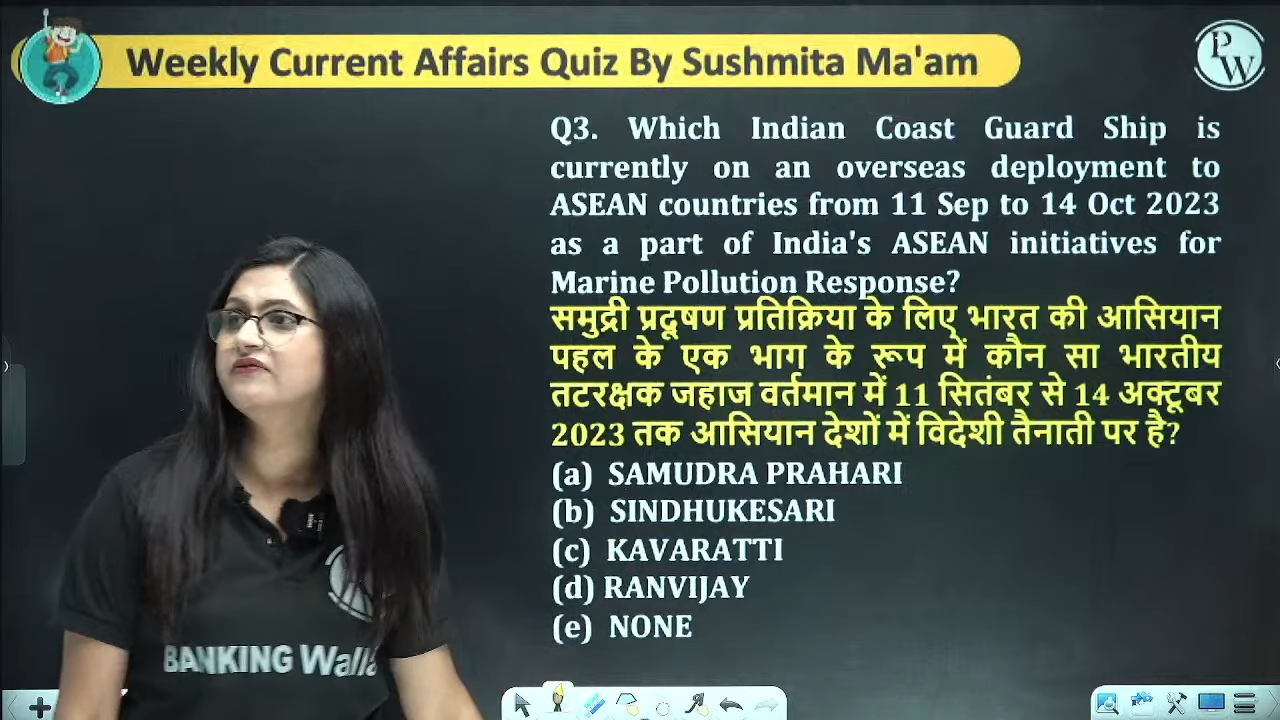 Weekly Current Affairs Quiz By Sushmita Ma'am
PW
Q3. Which Indian Coast Guard Ship is
currently on an overseas deployment to
ASEAN countries from 11 Sep to 14 Oct 2023
as a part of India's ASEAN initiatives for
Marine Pollution Response?
समुद्री प्रदूषण प्रतिक्रिया के लिए भारत की आसियान
पहल के एक भाग के रूप में कौन सा भारतीय
तटरक्षक जहाज वर्तमान में 11 सितंबर से 14 अक्टूबर
2023 तक आसियान देशों में विदेशी तैनाती पर है?
(a) SAMUDRA PRAHARI
(b) SINDHUKESARI
(c) KAVARATTI
(d) RANVIJAY
(e) NONE
BANKING Walla